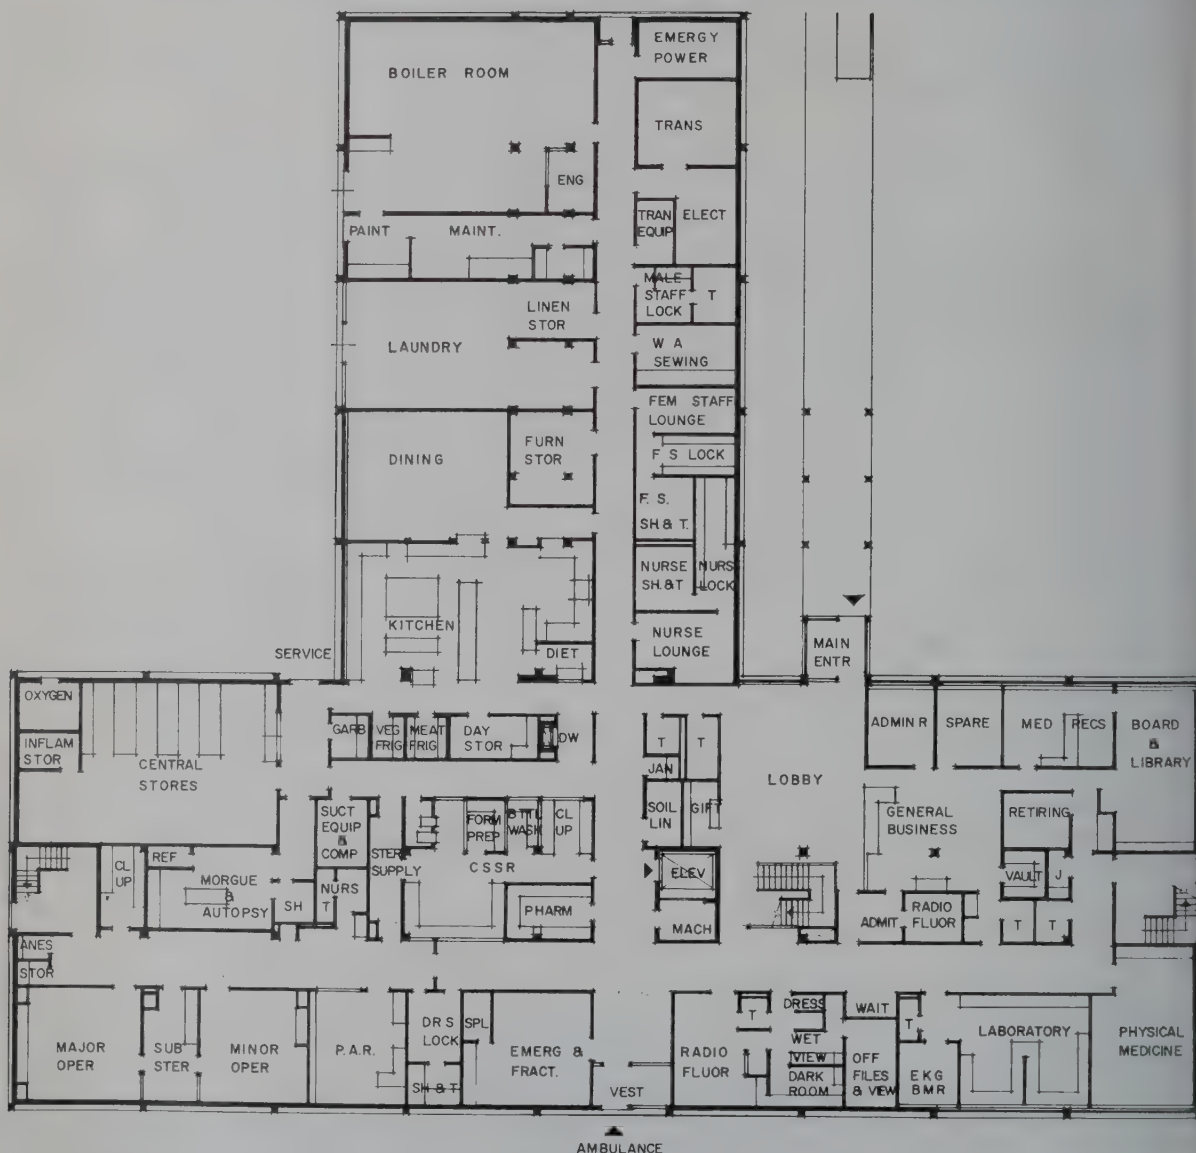 EMERGY
POWER
BOILER ROOM
TRANS
ENG
TRAN
EQUIP
ELECT
PAINT
MAINT.
MALE
STAFF
LOCK
T
LINEN
STOR
LAUNDRY
W A
SEWING
FEM STAFF
LOUNGE
FURN
STOR
DINING
F S LOCK
F. S.
SH & T.
NURSE
SH. & T
NURS
LOCK
KITCHEN
DIET
NURSE
LOUNGE
MAIN
ENTR
SERVICE
OXYGEN
INFLAM
STOR
CENTRAL
STORES
GARB
VEG
FRIG
MEAT
FRIG
DAY
STOR
DW
T
T
JAN
SOIL
LIN
GIFT
LOBBY
ADMIN R
SPARE
MED RECS
BOARD
&
LIBRARY
GENERAL
BUSINESS
RETIRING
SUCT
EQUIP
&
COMP
STER
SUPPLY
FORM
PREP
BTTL
WASH
CL
UP
CSSR
REF
CL
UP
MORGUE
&
AUTOPSY
SH
NURS
T
PHARM
ELEV
MACH
VAULT
J
ADMIT
RADIO
FLUOR
T
T
ANES
STOR
MAJOR
OPER
SUB
STER
MINOR
OPER
P.A.R.
DR S
LOCK
SH & T
SPL
EMERG &
FRACT.
VEST
RADIO
FLUOR
T
DRESS
WET
VIEW
DARK
ROOM
WAIT
OFF
FILES
& VIEW
T
EKG
BMR
LABORATORY
PHYSICAL
MEDICINE
AMBULANCE